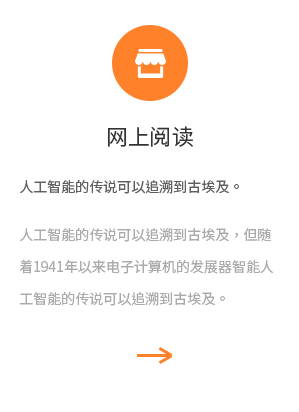 网上阅读
人工智能的传说可以追溯到古埃及。
人工智能的传说可以追溯到古埃及，但随
着1941年以来电子计算机的发展器智能人
工智能的传说可以追溯到古埃及。